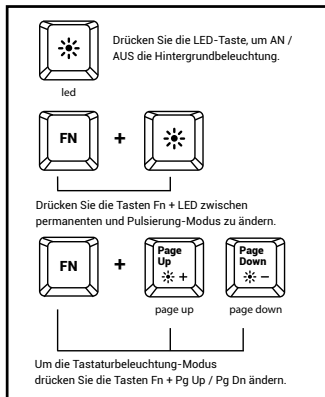 Drücken Sie die LED-Taste, um AN /
AUS die Hintergrundbeleuchtung.
led
FN + 
Drücken Sie die Tasten Fn + LED zwischen
permanenten und Pulsierung-Modus zu ändern.
FN + Page Up + Page Down −
page up page down
Um die Tastaturbeleuchtung-Modus
drücken Sie die Tasten Fn + Pg Up / Pg Dn ändern.